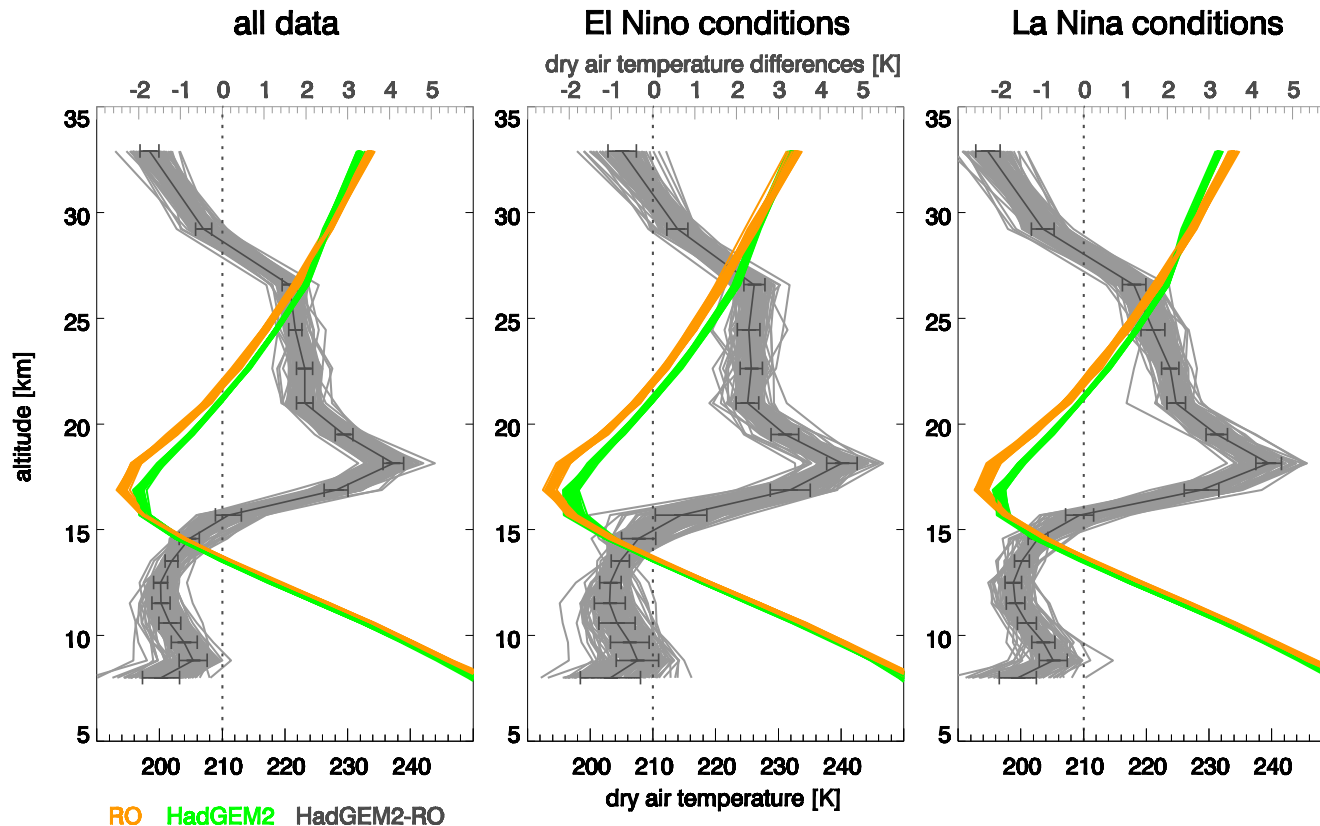 all data
El Nino conditions
La Nina conditions
dry air temperature differences [K]
-2 -1 0 1 2 3 4 5
-2 -1 0 1 2 3 4 5
-2 -1 0 1 2 3 4 5
35
30
25
20
15
10
5
35
30
25
20
15
10
5
35
30
25
20
15
10
5
altitude [km]
200 210 220 230 240
200 210 220 230 240
200 210 220 230 240
dry air temperature [K]
RO HadGEM2 HadGEM2-RO